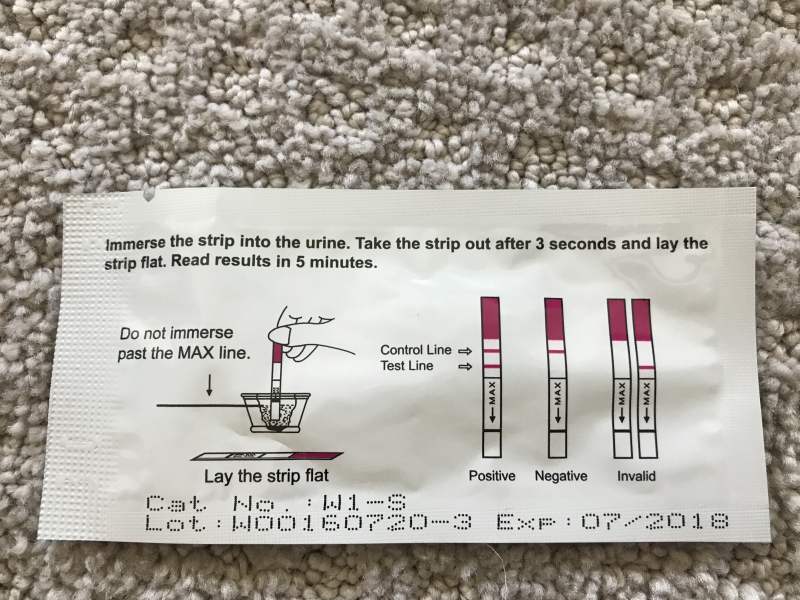 Immerse the strip into the urine. Take the strip out after 3 seconds and lay the
strip flat. Read results in 5 minutes.
Do not immerse
past the MAX line.
Control Line ⇨
Test Line ⇨
← MAX
← MAX
← MAX
← MAX
Positive
Negative
Invalid
Lay the strip flat
Cat No.:W1-S
Lot:W00160720-3 Exp:07/2018